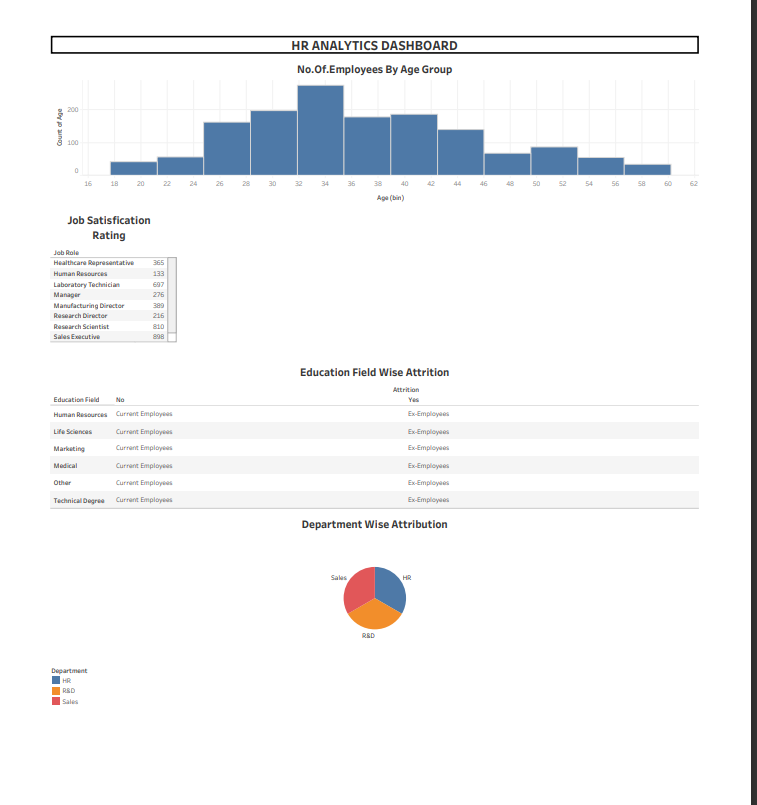 HR ANALYTICS DASHBOARD
No.Of.Employees By Age Group
Count of Age
200
100
0
16 18 20 22 24 26 28 30 32 34 36 38 40 42 44 46 48 50 52 54 56 58 60 62
Age (bin)
Job Satisfication
Rating
Job Role
Healthcare Representative 365
Human Resources 133
Laboratory Technician 697
Manager 276
Manufacturing Director 389
Research Director 216
Research Scientist 810
Sales Executive 898
Education Field Wise Attrition
Attrition
Education Field No Yes
Human Resources Current Employees Ex-Employees
Life Sciences Current Employees Ex-Employees
Marketing Current Employees Ex-Employees
Medical Current Employees Ex-Employees
Other Current Employees Ex-Employees
Technical Degree Current Employees Ex-Employees
Department Wise Attribution
Sales HR
R&D
Department
HR
R&D
Sales